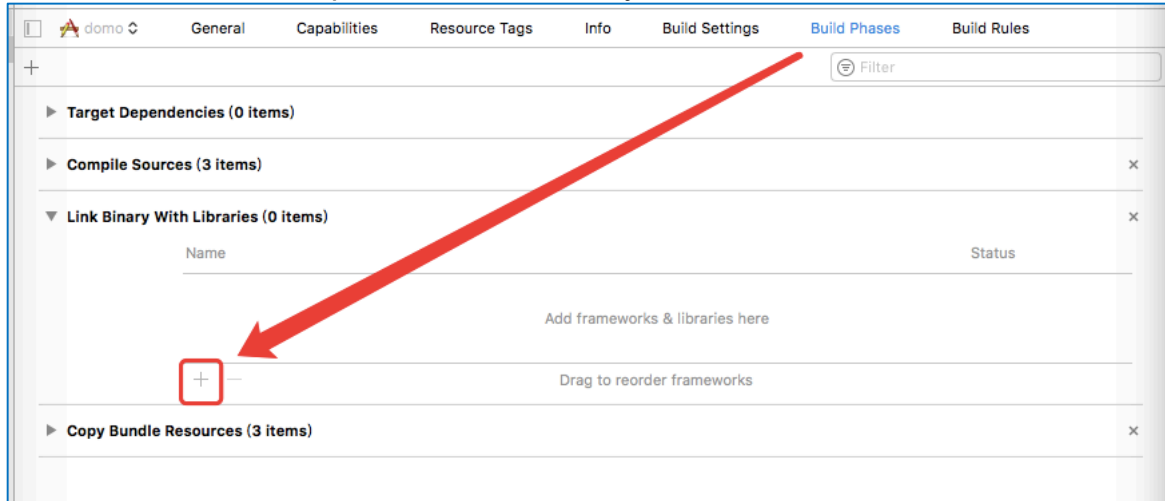 domo General Capabilities Resource Tags Info Build Settings Build Phases Build Rules
+ Filter
Target Dependencies (0 items)
Compile Sources (3 items) ×
Link Binary With Libraries (0 items) ×
Name Status
Add frameworks & libraries here
+ − Drag to reorder frameworks
Copy Bundle Resources (3 items) ×